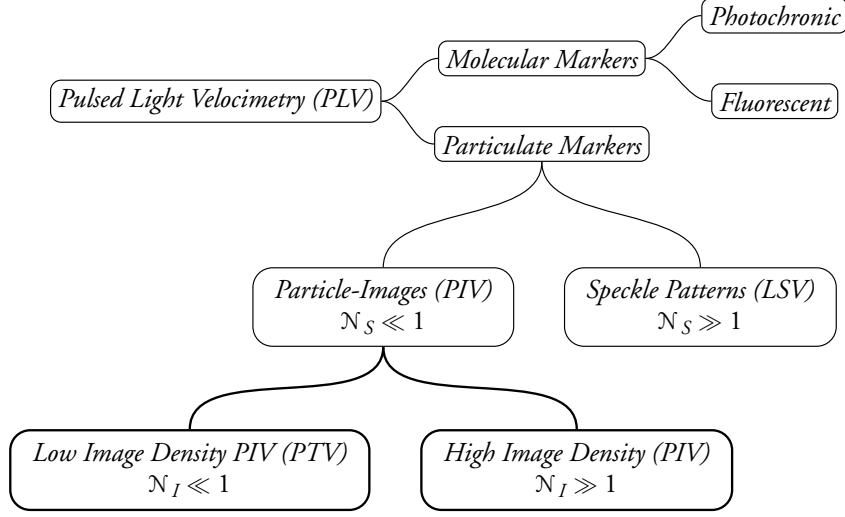 Photochronic
Molecular Markers
Pulsed Light Velocimetry (PLV)
Fluorescent
Particulate Markers
Particle-Images (PIV)
𝒩_S ≪ 1
Speckle Patterns (LSV)
𝒩_S ≫ 1
Low Image Density PIV (PTV)
𝒩_I ≪ 1
High Image Density (PIV)
𝒩_I ≫ 1